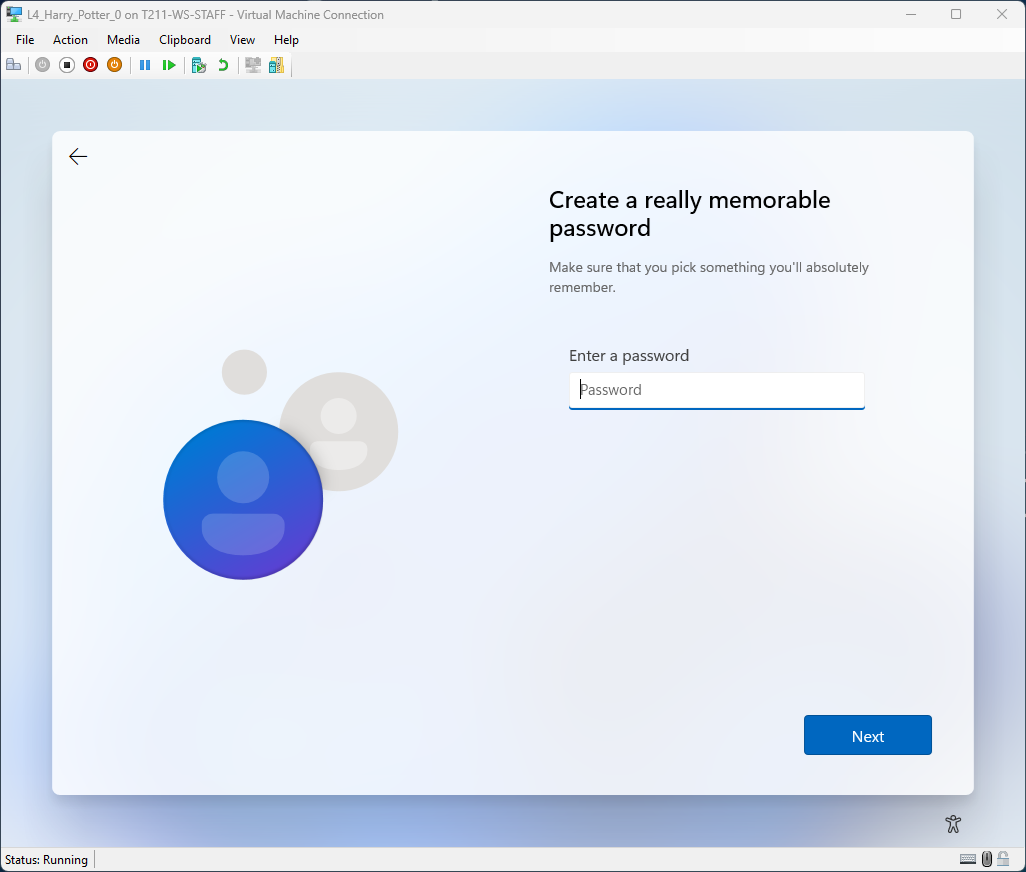 L4_Harry_Potter_0 on T211-WS-STAFF - Virtual Machine Connection
File Action Media Clipboard View Help
Create a really memorable
password
Make sure that you pick something you'll absolutely
remember.
Enter a password
Password
Next
Status: Running